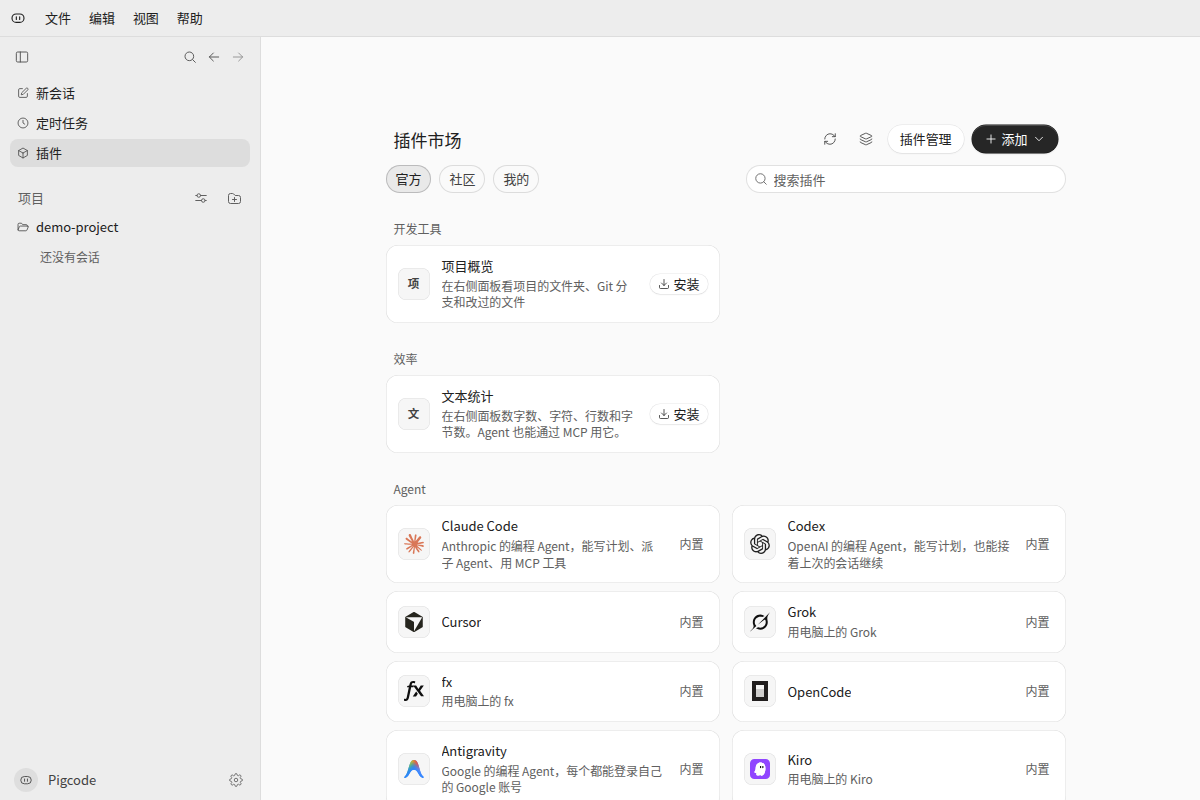 文件 编辑 视图 帮助
新会话
定时任务
插件
项目
demo-project
还没有会话
Pigcode
插件市场
插件管理
添加
官方 社区 我的
搜索插件
开发工具
项
项目概览
在右侧面板看项目的文件夹、Git 分
支和改过的文件
安装
效率
文
文本统计
在右侧面板数字数、字符、行数和字
节数。Agent 也能通过 MCP 用它。
安装
Agent
Claude Code
Anthropic 的编程 Agent，能写计划、派
子 Agent、用 MCP 工具
内置
Codex
OpenAI 的编程 Agent，能写计划，也能接
着上次的会话继续
内置
Cursor
内置
Grok
用电脑上的 Grok
内置
fx
fx
用电脑上的 fx
内置
OpenCode
内置
Antigravity
Google 的编程 Agent，每个都能登录自己
的 Google 账号
内置
Kiro
用电脑上的 Kiro
内置